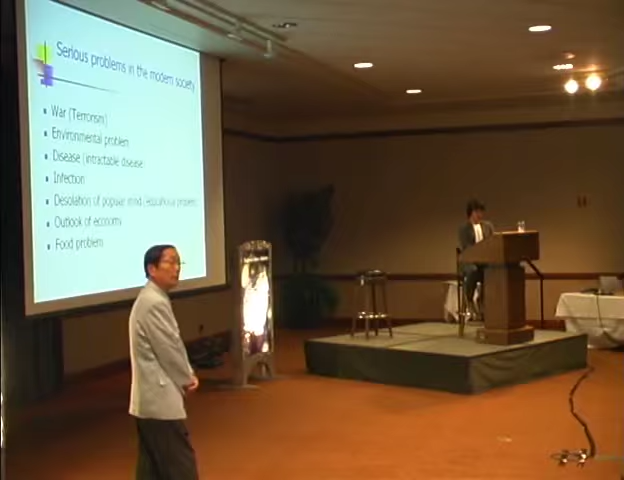 Serious problems in the modern society
War (Terrorism)
Environmental problem
Disease (intractable disease
Infection
Desolation of popular mind (educational problem)
Outlook of economy
Food problem